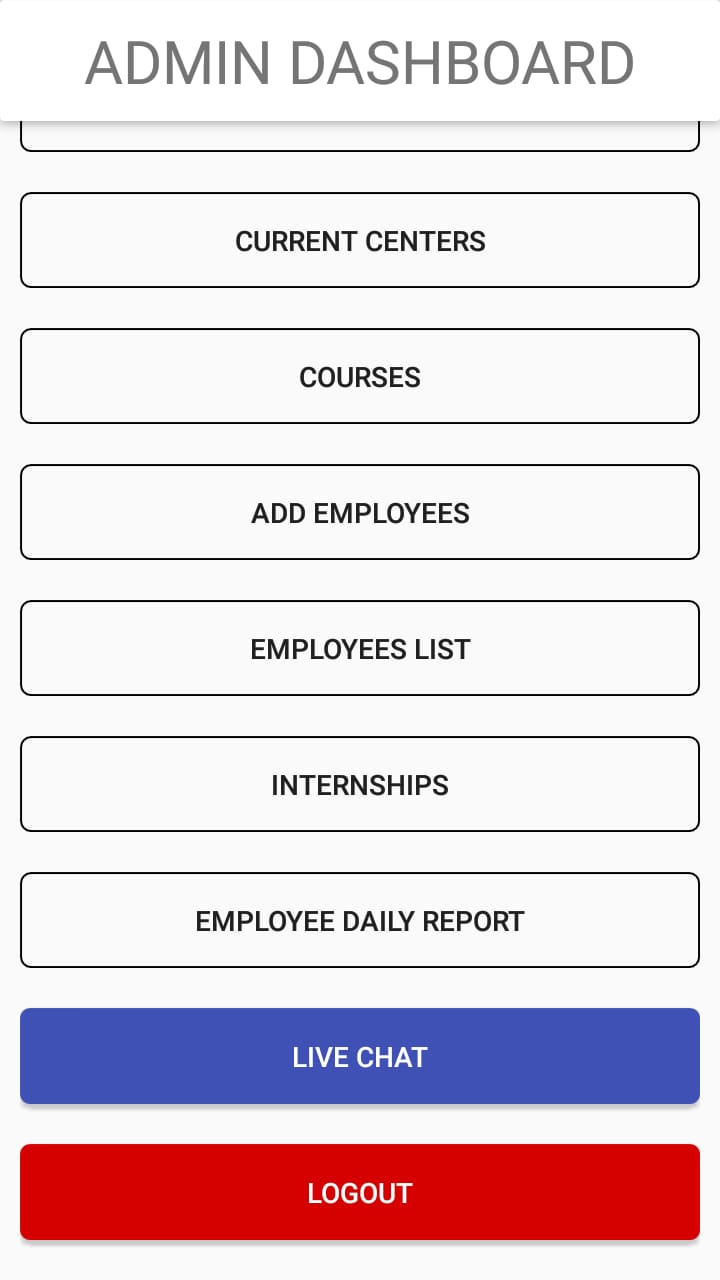 ADMIN DASHBOARD
CURRENT CENTERS
COURSES
ADD EMPLOYEES
EMPLOYEES LIST
INTERNSHIPS
EMPLOYEE DAILY REPORT
LIVE CHAT
LOGOUT